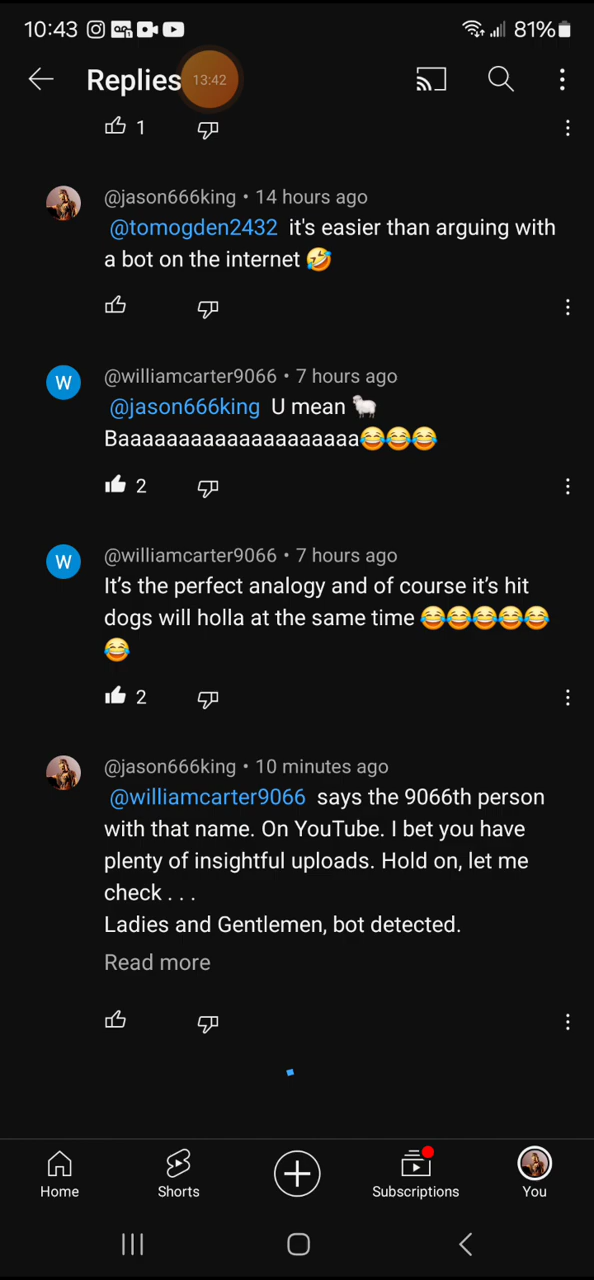 10:43 81%
Replies 13:42
1
@jason666king • 14 hours ago
@tomogden2432 it's easier than arguing with
a bot on the internet 🤣
@williamcarter9066 • 7 hours ago
@jason666king U mean 🐑
Baaaaaaaaaaaaaaaaaaaa😂😂😂
2
W
@williamcarter9066 • 7 hours ago
It’s the perfect analogy and of course it’s hit
dogs will holla at the same time 😂😂😂😂😂
😂
2
W
@jason666king • 10 minutes ago
@williamcarter9066 says the 9066th person
with that name. On YouTube. I bet you have
plenty of insightful uploads. Hold on, let me
check . . .
Ladies and Gentlemen, bot detected.
Read more
Home Shorts Subscriptions You